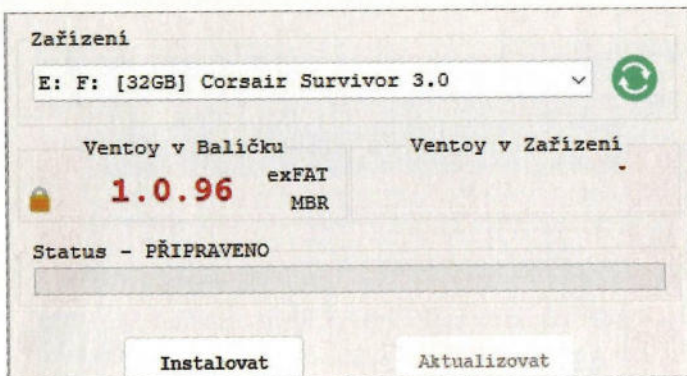 Zařízení
E: F: [32GB] Corsair Survivor 3.0
Ventoy v Balíčku
Ventoy v Zařízení
1.0.96
exFAT
MBR
Status - PŘIPRAVENO
Instalovat
Aktualizovat